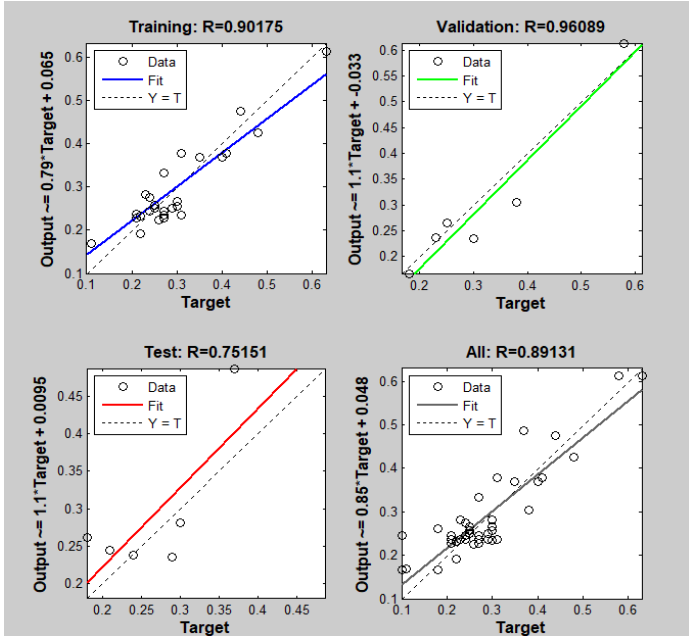 Training: R=0.90175
Output ~= 0.79*Target + 0.065
0.6
0.5
0.4
0.3
0.2
0.1
Data
Fit
Y = T
0.1 0.2 0.3 0.4 0.5 0.6
Target
Validation: R=0.96089
Output ~= 1.1*Target + -0.033
0.6
0.55
0.5
0.45
0.4
0.35
0.3
0.25
0.2
Data
Fit
Y = T
0.2 0.3 0.4 0.5 0.6
Target
Test: R=0.75151
Output ~= 1.1*Target + 0.0095
0.45
0.4
0.35
0.3
0.25
0.2
Data
Fit
Y = T
0.2 0.25 0.3 0.35 0.4 0.45
Target
All: R=0.89131
Output ~= 0.85*Target + 0.048
0.6
0.5
0.4
0.3
0.2
0.1
Data
Fit
Y = T
0.1 0.2 0.3 0.4 0.5 0.6
Target